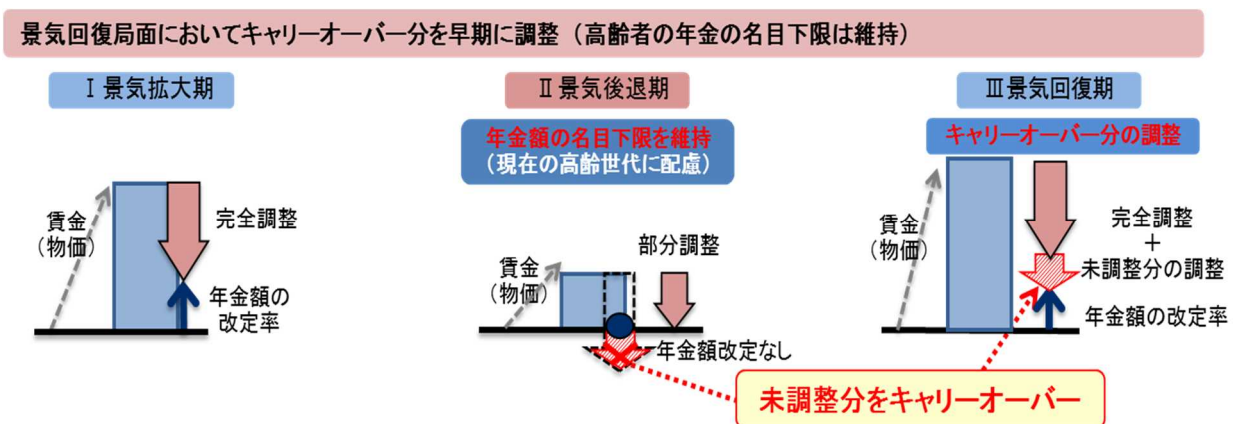 景気回復局面においてキャリーオーバー分を早期に調整（高齢者の年金の名目下限は維持）
Ⅰ景気拡大期
賃金
（物価）
完全調整
年金額の
改定率
Ⅱ景気後退期
年金額の名目下限を維持
（現在の高齢世代に配慮）
賃金
（物価）
部分調整
年金額改定なし
Ⅲ景気回復期
キャリーオーバー分の調整
賃金
（物価）
完全調整
＋
未調整分の調整
年金額の改定率
未調整分をキャリーオーバー